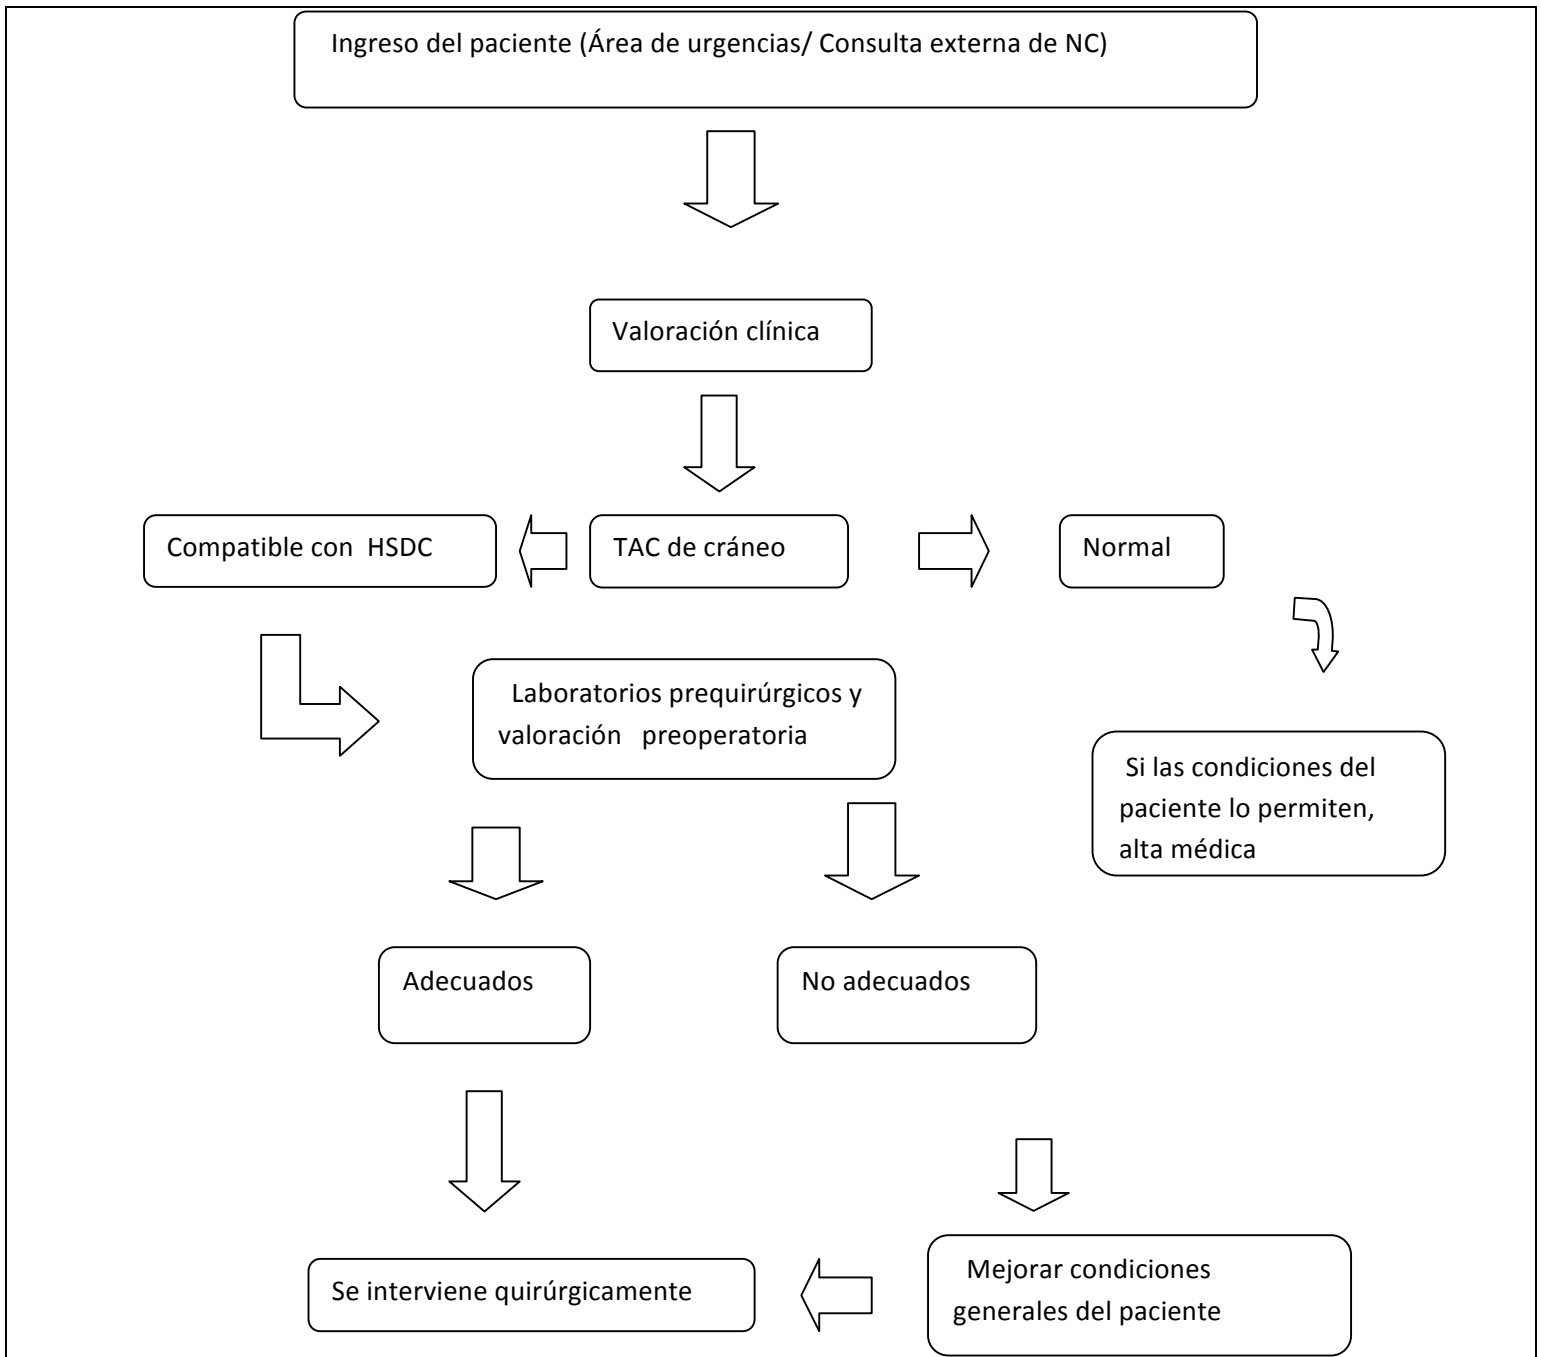 Ingreso del paciente (Área de urgencias/ Consulta externa de NC)
Valoración clínica
Compatible con HSDC
TAC de cráneo
Normal
Laboratorios prequirúrgicos y
valoración preoperatoria
Si las condiciones del
paciente lo permiten,
alta médica
Adecuados
No adecuados
Se interviene quirúrgicamente
Mejorar condiciones
generales del paciente